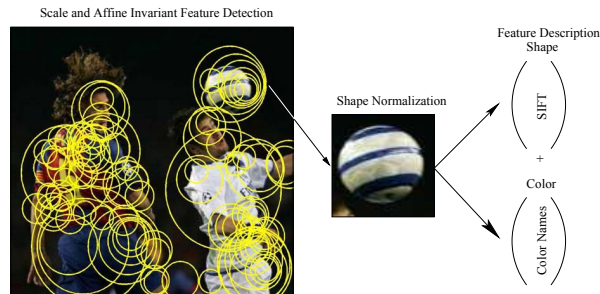 Scale and Affine Invariant Feature Detection
Shape Normalization
Feature Description
Shape
SIFT
+
Color
Color Names